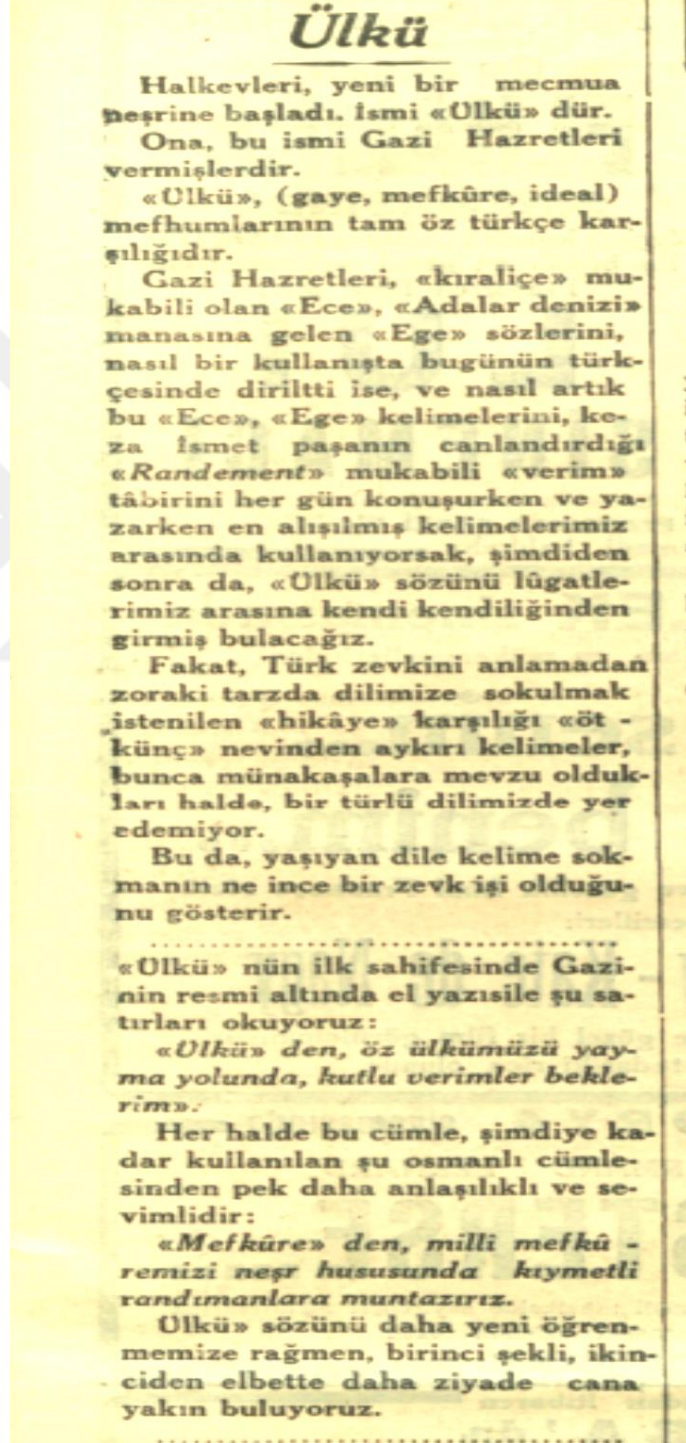 Ülkü
Halkevleri, yeni bir mecmua
neşrine başladı. İsmi «Ülkü» dür.
Ona, bu ismi Gazi Hazretleri
vermişlerdir.
«Ülkü», (gaye, mefkûre, ideal)
mefhumlarının tam öz türkçe kar-
şılığıdır.
Gazi Hazretleri, «kıraliçe» mu-
kabili olan «Ece», «Adalar denizi»
manasına gelen «Ege» sözlerini,
nasıl bir kullanışta bugünün türk-
çesinde diriltti ise, ve nasıl artık
bu «Ece», «Ege» kelimelerini, ke-
za İsmet paşanın canlandırdığı
«Randement» mukabili «verim»
tâbirini her gün konuşurken ve ya-
zarken en alışılmış kelimelerimiz
arasında kullanıyorsak, şimdiden
sonra da, «Ülkü» sözünü lûgatle-
rimiz arasına kendi kendiliğinden
girmiş bulacağız.
Fakat, Türk zevkini anlamadan
zoraki tarzda dilimize sokulmak
istenilen «hikâye» karşılığı «öt -
künç» nevinden aykırı kelimeler,
bunca münakaşalara mevzu olduk-
ları halde, bir türlü dilimizde yer
edemiyor.
Bu da, yaşıyan dile kelime sok-
manın ne ince bir zevk işi olduğu-
nu gösterir.
........................................
«Ülkü» nün ilk sahifesinde Gazi-
nin resmi altında el yazısile şu sa-
tırları okuyoruz:
«Ülkü» den, öz ülkümüzü yay-
ma yolunda, kutlu verimler bekle-
rim».
Her halde bu cümle, şimdiye ka-
dar kullanılan şu osmanlı cümle-
sinden pek daha anlaşılıklı ve se-
vimlidir:
«Mefkûre» den, milli mefkû -
remizi neşr hususunda kıymetli
randımanlara muntazırız.
Ülkü» sözünü daha yeni öğren-
memize rağmen, birinci şekli, ikin-
ciden elbette daha ziyade cana
yakın buluyoruz.
........................................